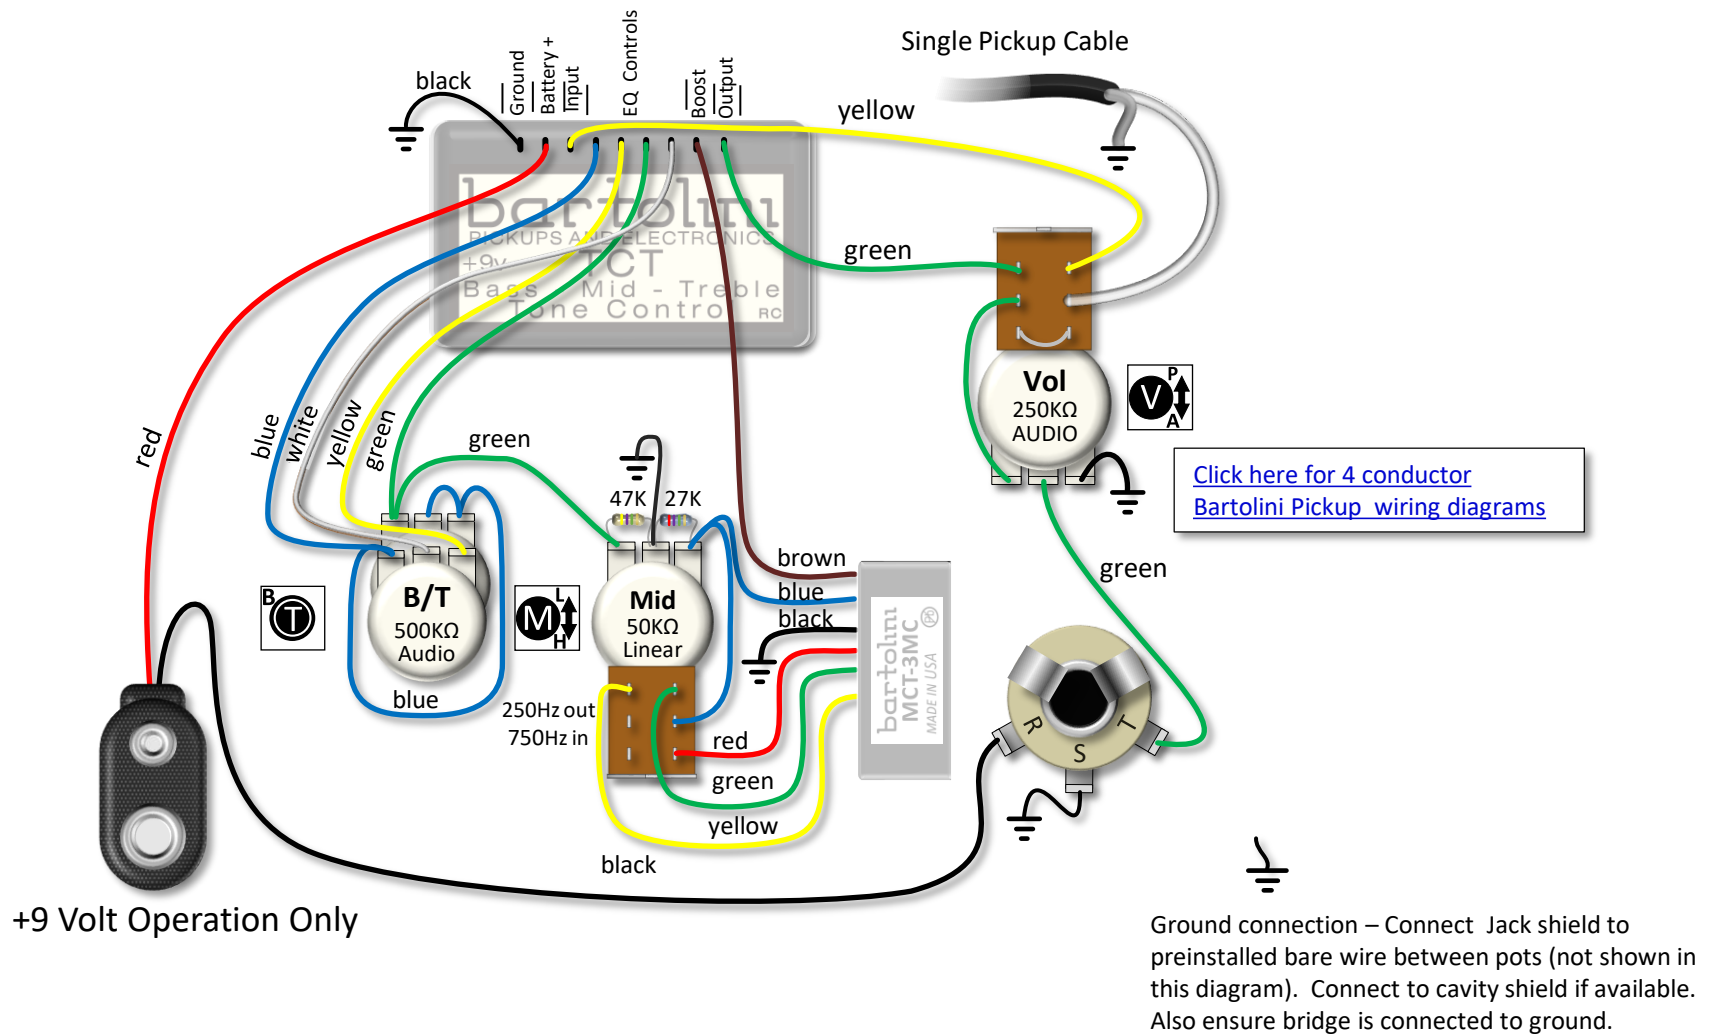 Single Pickup Cable
Ground
Battery +
Input
EQ Controls
Boost
Output
black
yellow
bartolini
PICKUPS AND ELECTRONICS
+9v TCT
Bass - Mid - Treble
Tone Control RC
green
Vol
250KΩ
AUDIO
V
P
A
red
blue
white
yellow
green
green
47K
27K
Click here for 4 conductor
Bartolini Pickup wiring diagrams
brown
blue
black
green
B
T
B/T
500KΩ
Audio
M
L
H
Mid
50KΩ
Linear
bartolini
MCT-3MC
MADE IN USA
Pb
blue
250Hz out
750Hz in
red
green
yellow
black
R
S
T
+9 Volt Operation Only
Ground connection – Connect Jack shield to
preinstalled bare wire between pots (not shown in
this diagram). Connect to cavity shield if available.
Also ensure bridge is connected to ground.